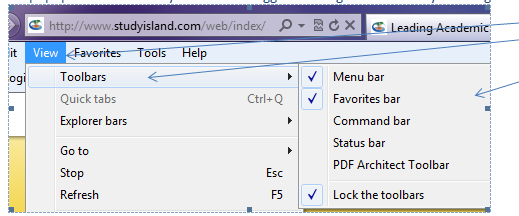 http://www.studyisland.com/web/index/ Leading Academic
it View Favorites Tools Help
ogi
Toolbars
Quick tabs Ctrl+Q
Explorer bars
Go to
Stop Esc
Refresh F5
Menu bar
Favorites bar
Command bar
Status bar
PDF Architect Toolbar
Lock the toolbars